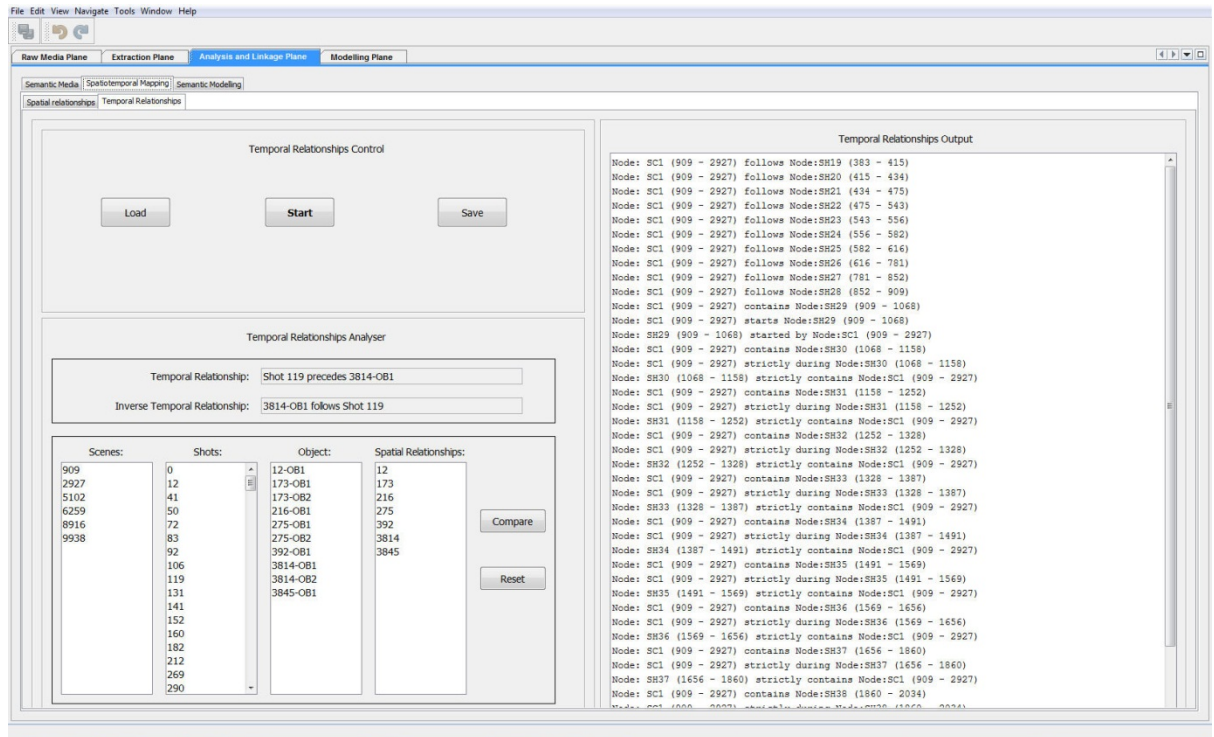 File Edit View Navigate Tools Window Help
Raw Media Plane Extraction Plane Analysis and Linkage Plane Modelling Plane
Semantic Media Spatiotemporal Mapping Semantic Modelling
Spatial relationships Temporal Relationships
Temporal Relationships Control
Load Start Save
Temporal Relationships Analyser
Temporal Relationship: Shot 119 precedes 3814-OB1
Inverse Temporal Relationship: 3814-OB1 follows Shot 119
Scenes:
909
2927
5102
6259
8916
9938
Shots:
0
12
41
50
72
83
92
106
119
131
141
152
160
182
212
269
290
Object:
12-OB1
173-OB1
173-OB2
216-OB1
275-OB1
275-OB2
392-OB1
3814-OB1
3814-OB2
3845-OB1
Spatial Relationships:
12
173
216
275
392
3814
3845
Compare
Reset
Temporal Relationships Output
Node: SC1 (909 - 2927) follows Node:SH19 (383 - 415)
Node: SC1 (909 - 2927) follows Node:SH20 (415 - 434)
Node: SC1 (909 - 2927) follows Node:SH21 (434 - 475)
Node: SC1 (909 - 2927) follows Node:SH22 (475 - 543)
Node: SC1 (909 - 2927) follows Node:SH23 (543 - 556)
Node: SC1 (909 - 2927) follows Node:SH24 (556 - 582)
Node: SC1 (909 - 2927) follows Node:SH25 (582 - 616)
Node: SC1 (909 - 2927) follows Node:SH26 (616 - 781)
Node: SC1 (909 - 2927) follows Node:SH27 (781 - 852)
Node: SC1 (909 - 2927) follows Node:SH28 (852 - 909)
Node: SC1 (909 - 2927) contains Node:SH29 (909 - 1068)
Node: SC1 (909 - 2927) starts Node:SH29 (909 - 1068)
Node: SH29 (909 - 1068) started by Node:SC1 (909 - 2927)
Node: SC1 (909 - 2927) contains Node:SH30 (1068 - 1158)
Node: SC1 (909 - 2927) strictly during Node:SH30 (1068 - 1158)
Node: SH30 (1068 - 1158) strictly contains Node:SC1 (909 - 2927)
Node: SC1 (909 - 2927) contains Node:SH31 (1158 - 1252)
Node: SC1 (909 - 2927) strictly during Node:SH31 (1158 - 1252)
Node: SH31 (1158 - 1252) strictly contains Node:SC1 (909 - 2927)
Node: SC1 (909 - 2927) contains Node:SH32 (1252 - 1328)
Node: SC1 (909 - 2927) strictly during Node:SH32 (1252 - 1328)
Node: SH32 (1252 - 1328) strictly contains Node:SC1 (909 - 2927)
Node: SC1 (909 - 2927) contains Node:SH33 (1328 - 1387)
Node: SC1 (909 - 2927) strictly during Node:SH33 (1328 - 1387)
Node: SH33 (1328 - 1387) strictly contains Node:SC1 (909 - 2927)
Node: SC1 (909 - 2927) contains Node:SH34 (1387 - 1491)
Node: SC1 (909 - 2927) strictly during Node:SH34 (1387 - 1491)
Node: SH34 (1387 - 1491) strictly contains Node:SC1 (909 - 2927)
Node: SC1 (909 - 2927) contains Node:SH35 (1491 - 1569)
Node: SC1 (909 - 2927) strictly during Node:SH35 (1491 - 1569)
Node: SH35 (1491 - 1569) strictly contains Node:SC1 (909 - 2927)
Node: SC1 (909 - 2927) contains Node:SH36 (1569 - 1656)
Node: SC1 (909 - 2927) strictly during Node:SH36 (1569 - 1656)
Node: SH36 (1569 - 1656) strictly contains Node:SC1 (909 - 2927)
Node: SC1 (909 - 2927) contains Node:SH37 (1656 - 1860)
Node: SC1 (909 - 2927) strictly during Node:SH37 (1656 - 1860)
Node: SH37 (1656 - 1860) strictly contains Node:SC1 (909 - 2927)
Node: SC1 (909 - 2927) contains Node:SH38 (1860 - 2034)